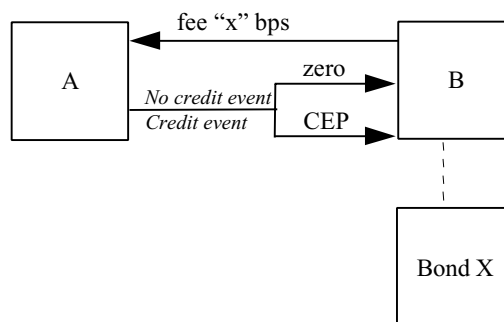 fee “x” bps
A
No credit event
Credit event
zero
CEP
B
Bond X